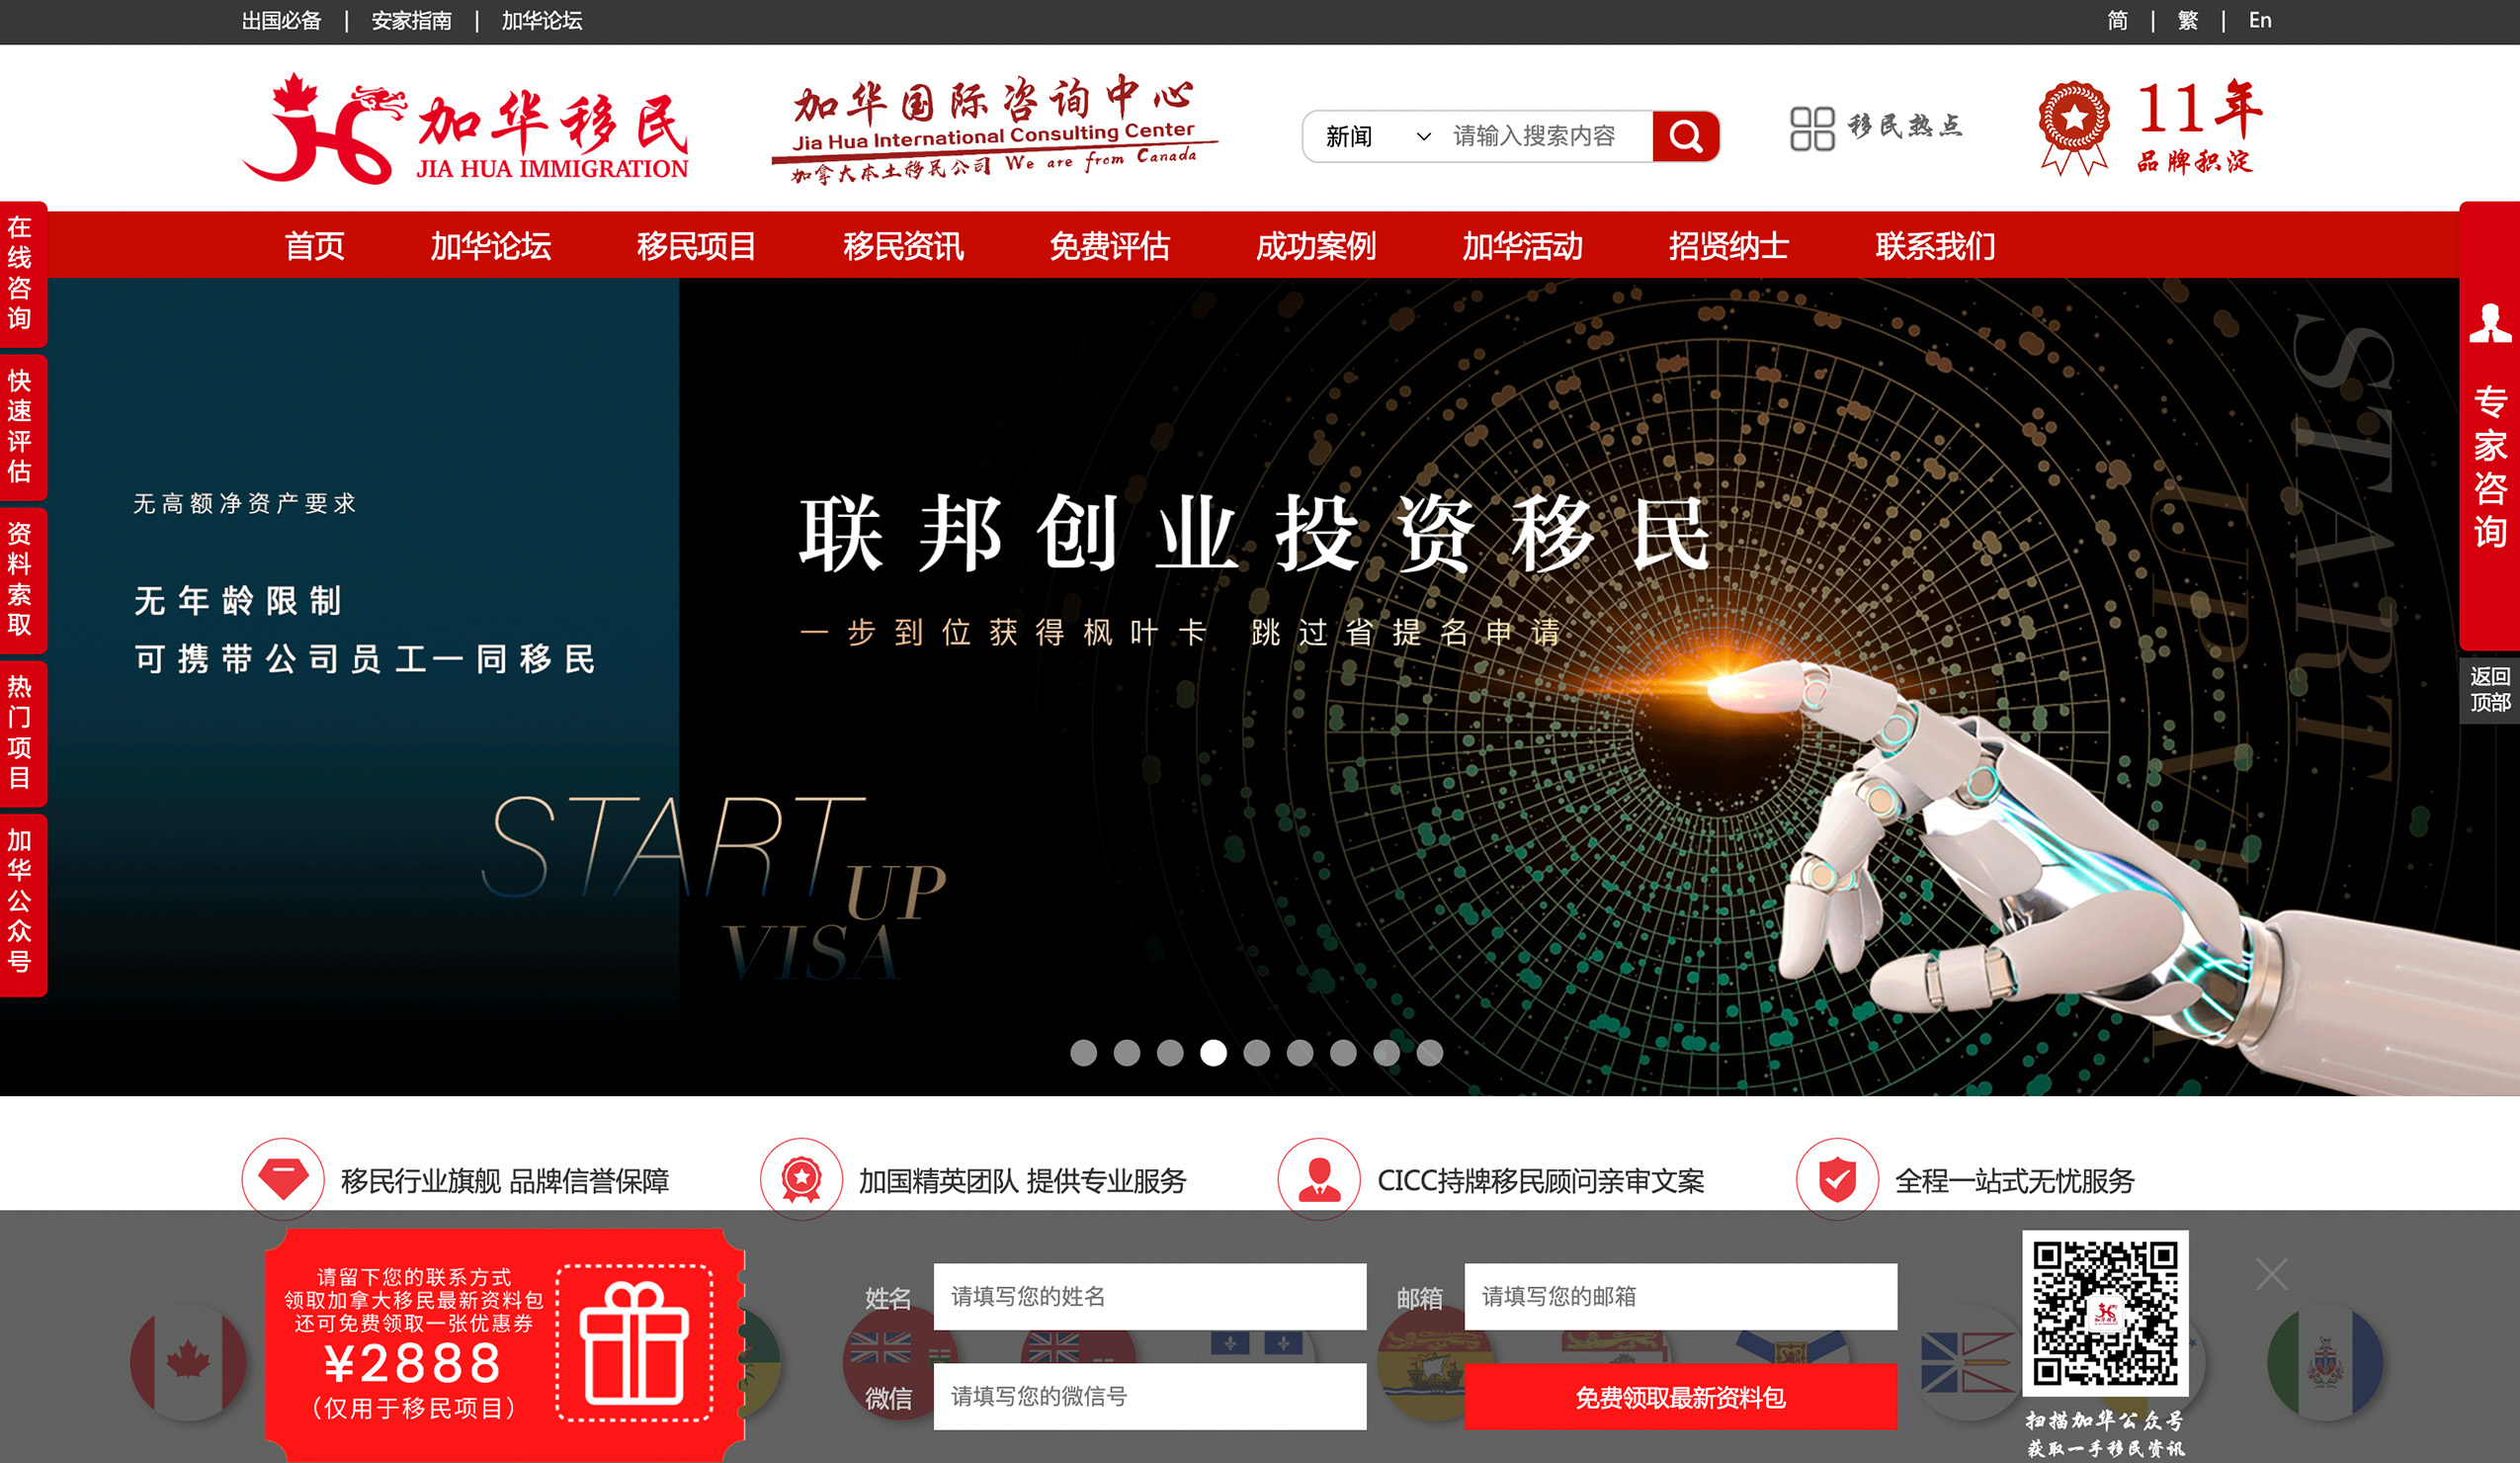 出国必备 | 安家指南 | 加华论坛
简 | 繁 | En
加华移民
JIA HUA IMMIGRATION
加华国际咨询中心
Jia Hua International Consulting Center
加拿大本土移民公司 We are from Canada
新闻
请输入搜索内容
移民热点
11年
品牌积淀
首页 加华论坛 移民项目 移民资讯 免费评估 成功案例 加华活动 招贤纳士 联系我们
在线咨询
快速评估
资料索取
热门项目
加华公众号
专家咨询
返回
顶部
无高额净资产要求
无年龄限制
可携带公司员工一同移民
联邦创业投资移民
一步到位获得枫叶卡 跳过省提名申请
START
UP
VISA
START
UP VISA
移民行业旗舰 品牌信誉保障
加国精英团队 提供专业服务
CICC持牌移民顾问亲审文案
全程一站式无忧服务
请留下您的联系方式
领取加拿大移民最新资料包
还可免费领取一张优惠券
¥2888
（仅用于移民项目）
姓名 请填写您的姓名
邮箱 请填写您的邮箱
微信 请填写您的微信号
免费领取最新资料包
扫描加华公众号
获取一手移民资讯